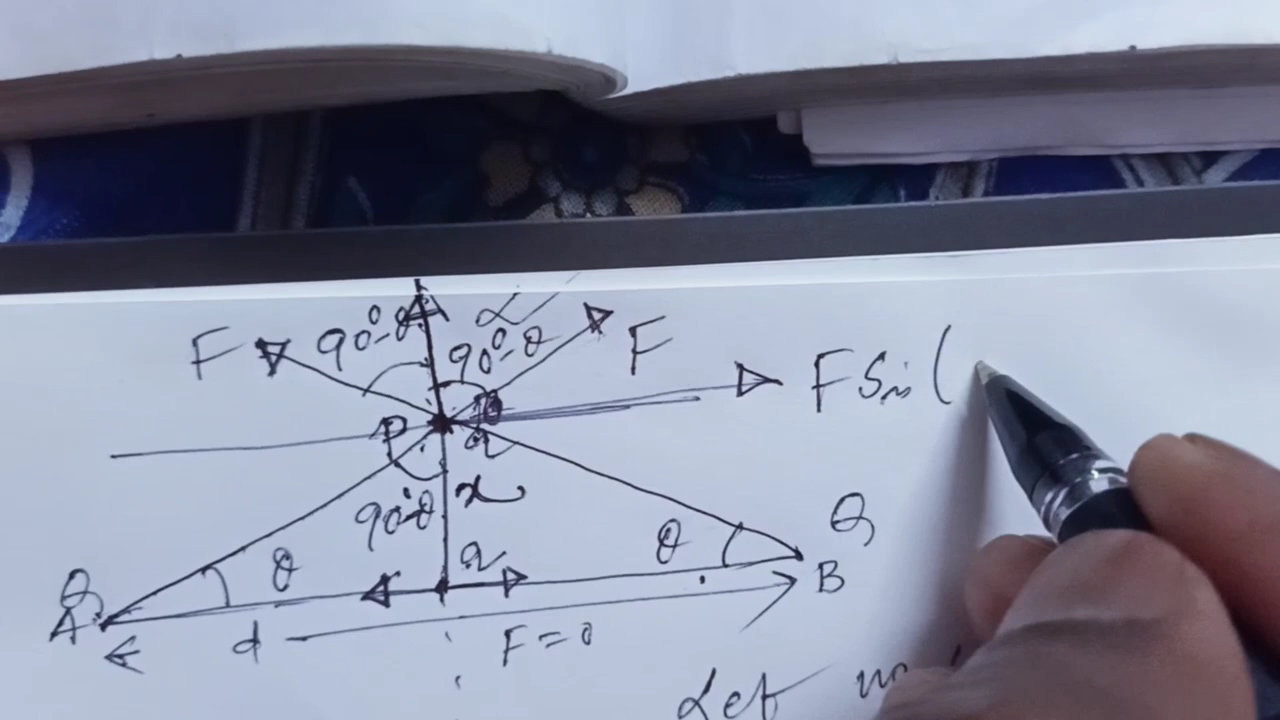 F 90°-θ 90°-θ F
α
F Sin (
P θ
q
90°-θ x
θ q θ Q
Q
A B
d F = 0
Let